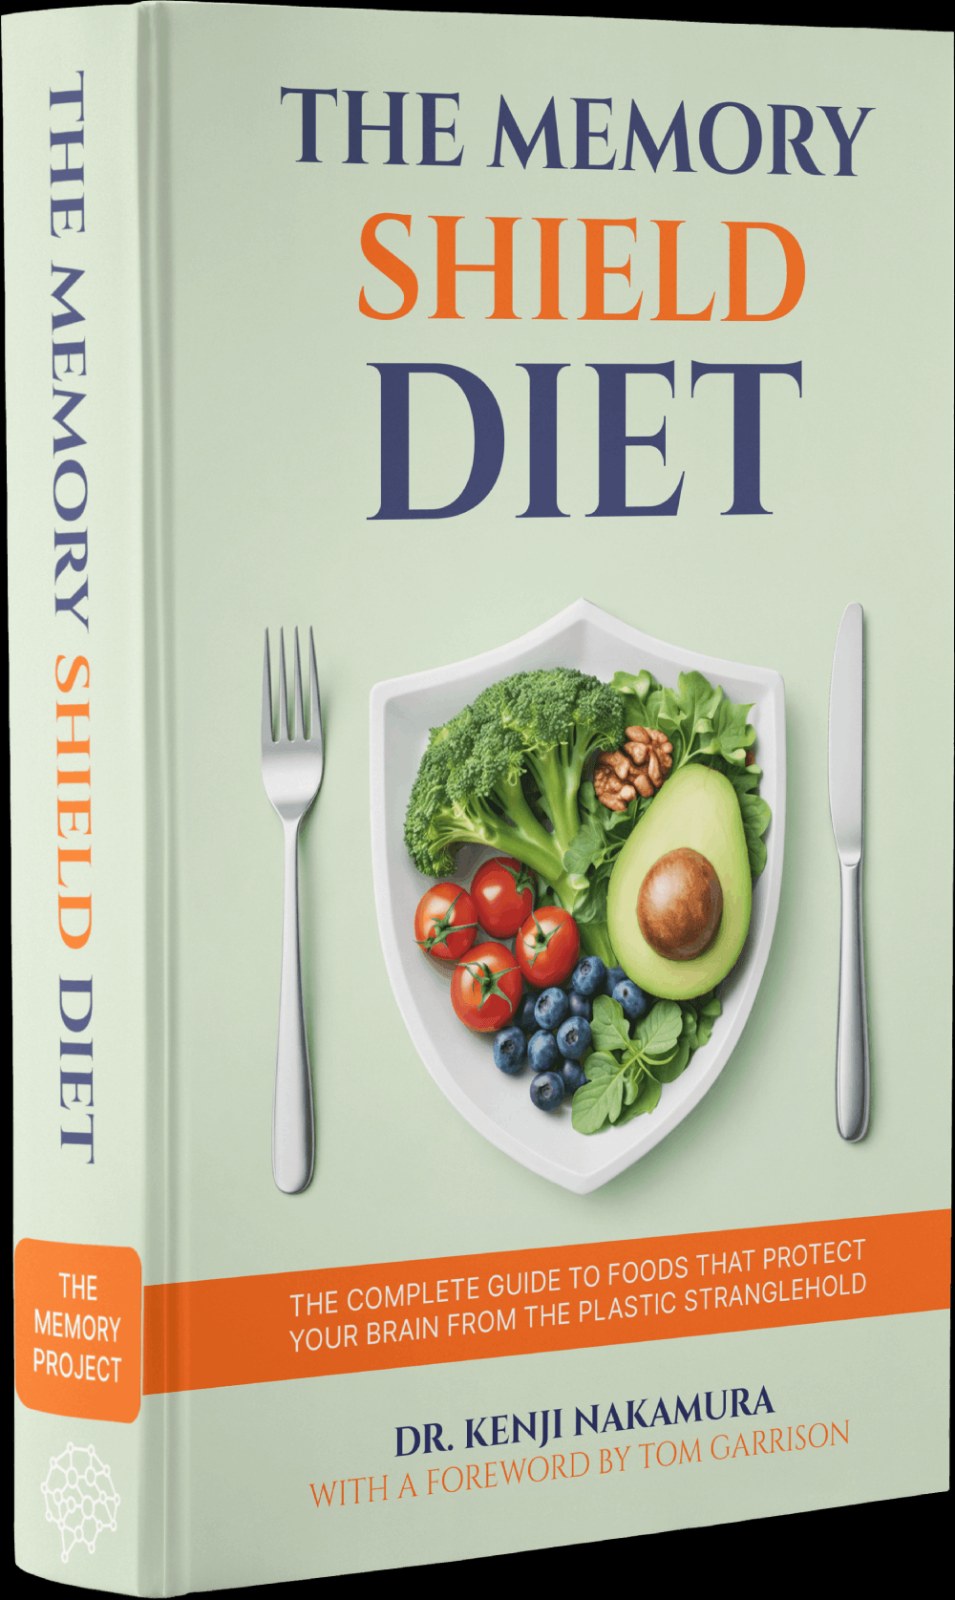 THE MEMORY SHIELD DIET
THE
MEMORY
PROJECT
THE MEMORY
SHIELD
DIET
THE COMPLETE GUIDE TO FOODS THAT PROTECT
YOUR BRAIN FROM THE PLASTIC STRANGLEHOLD
DR. KENJI NAKAMURA
WITH A FOREWORD BY TOM GARRISON